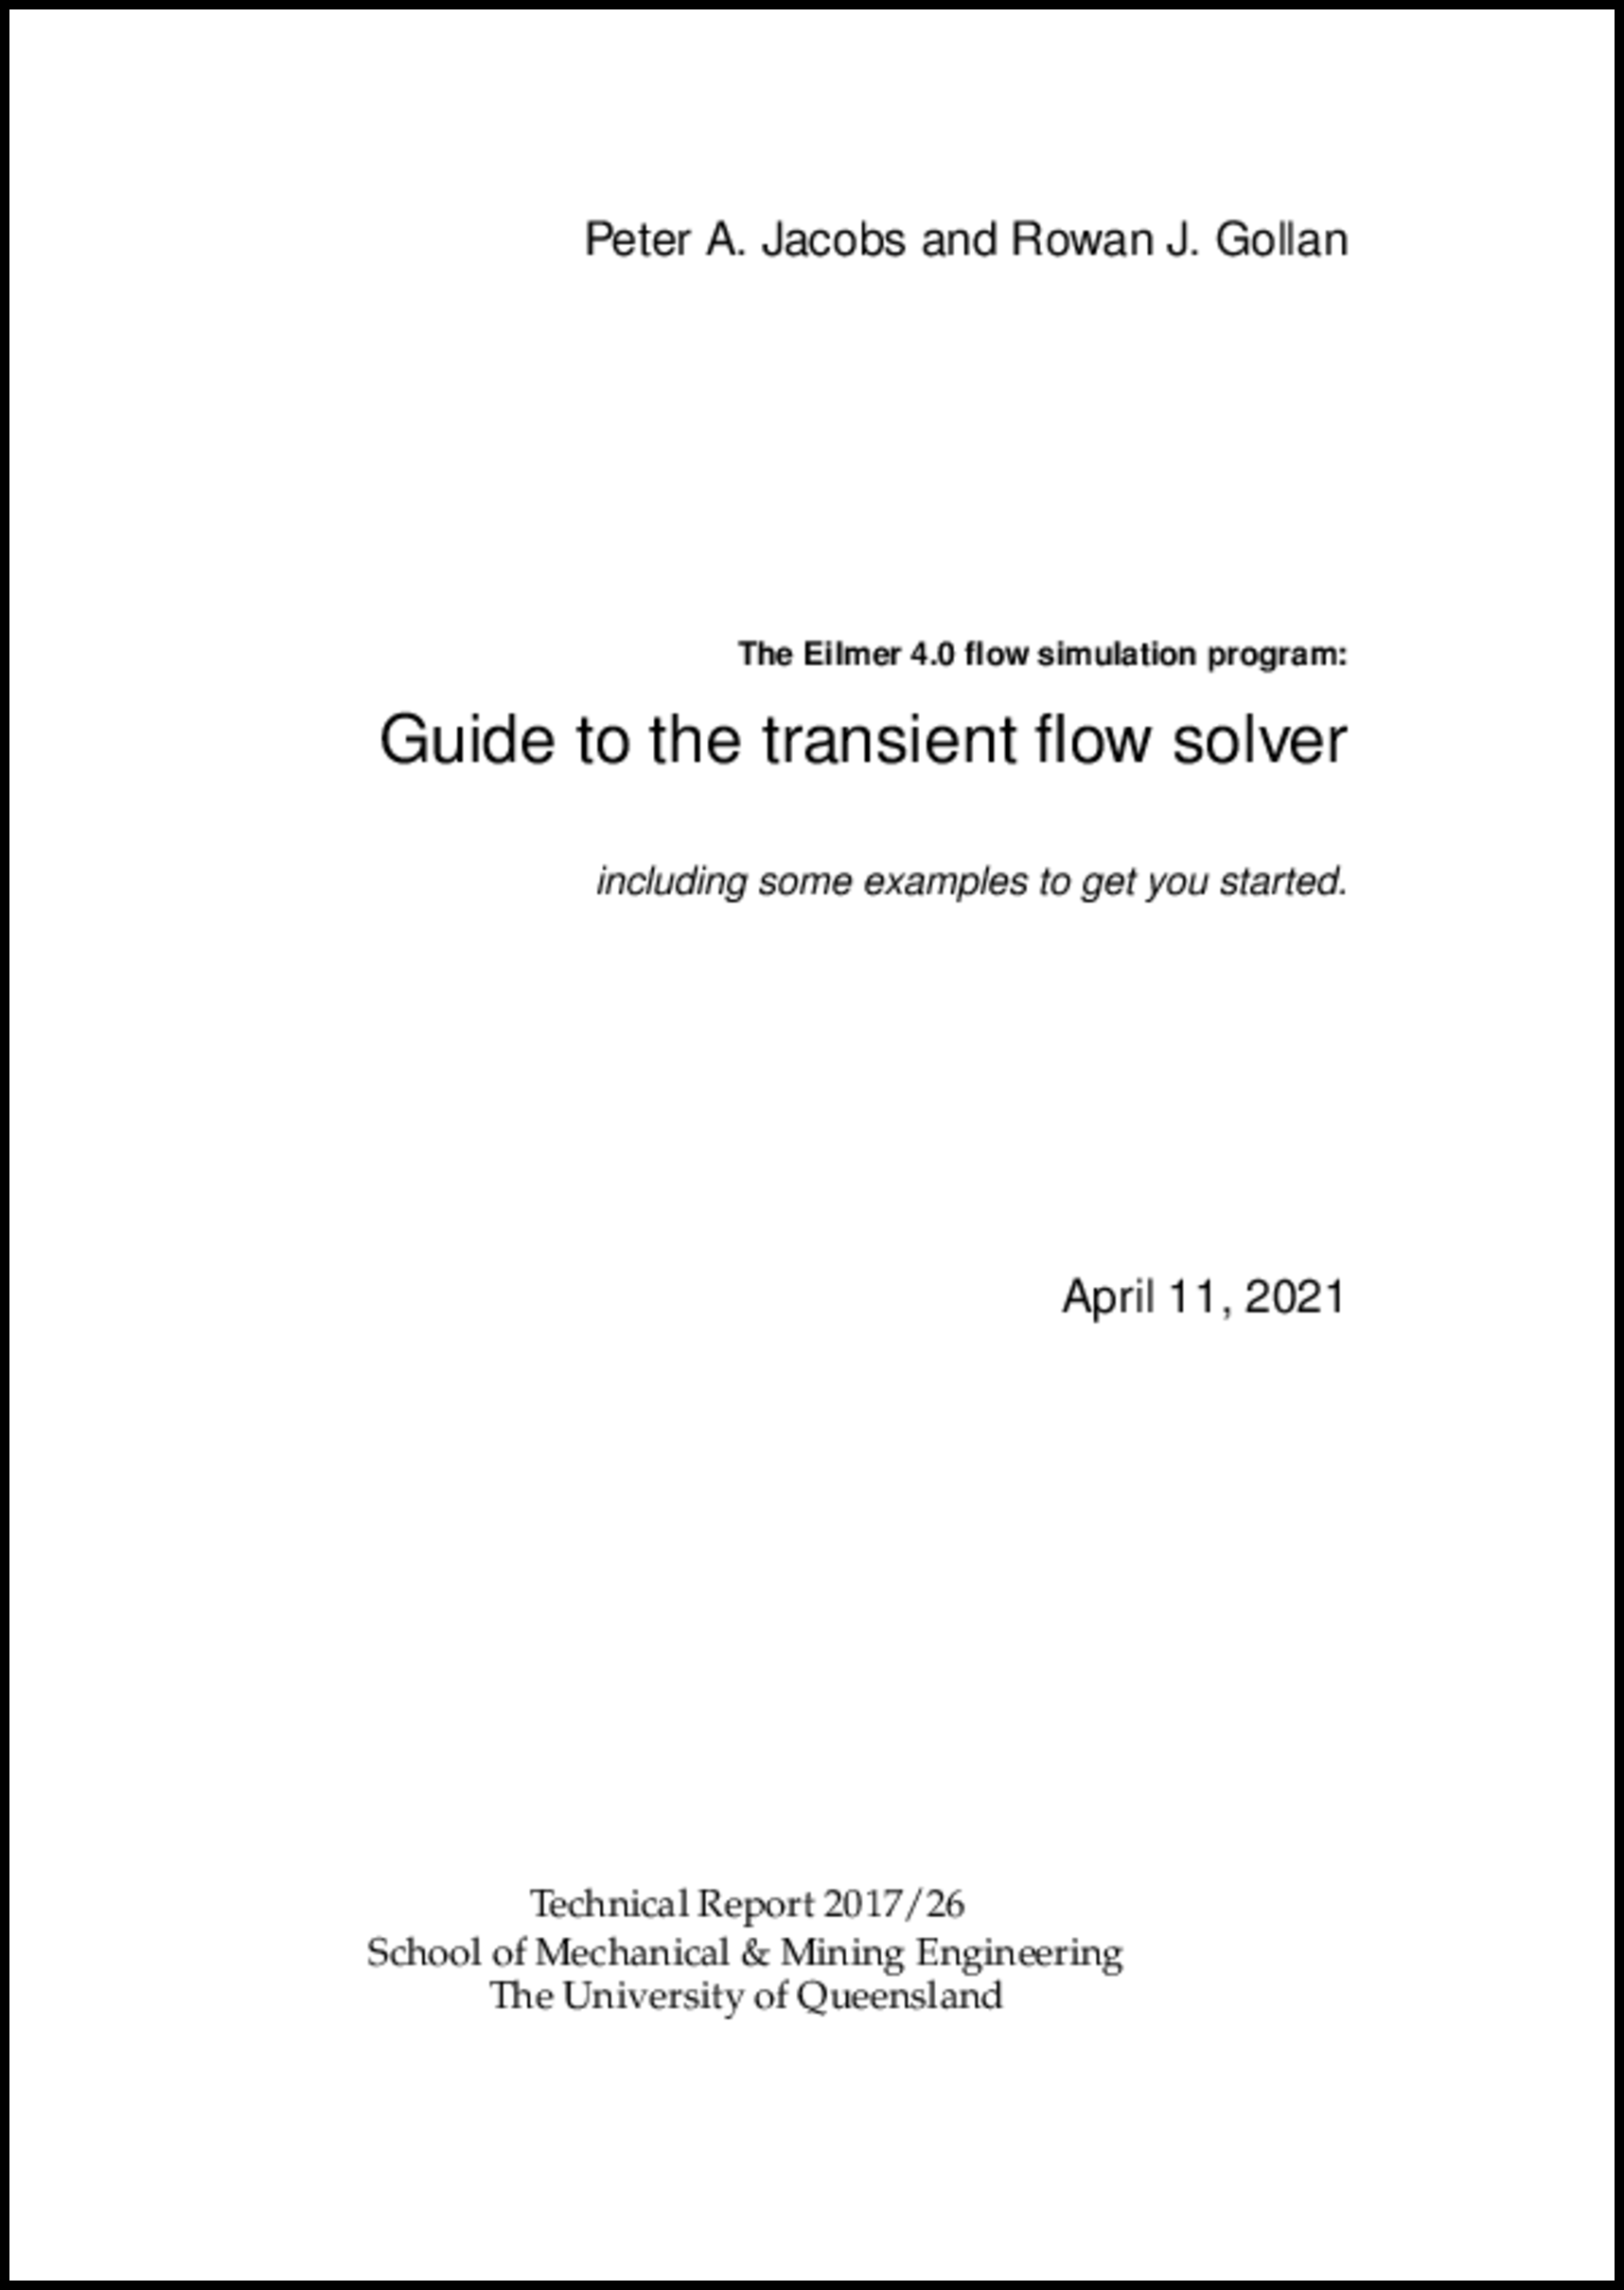 Peter A. Jacobs and Rowan J. Gollan
The Eilmer 4.0 flow simulation program:
Guide to the transient flow solver
including some examples to get you started.
April 11, 2021
Technical Report 2017/26
School of Mechanical & Mining Engineering
The University of Queensland